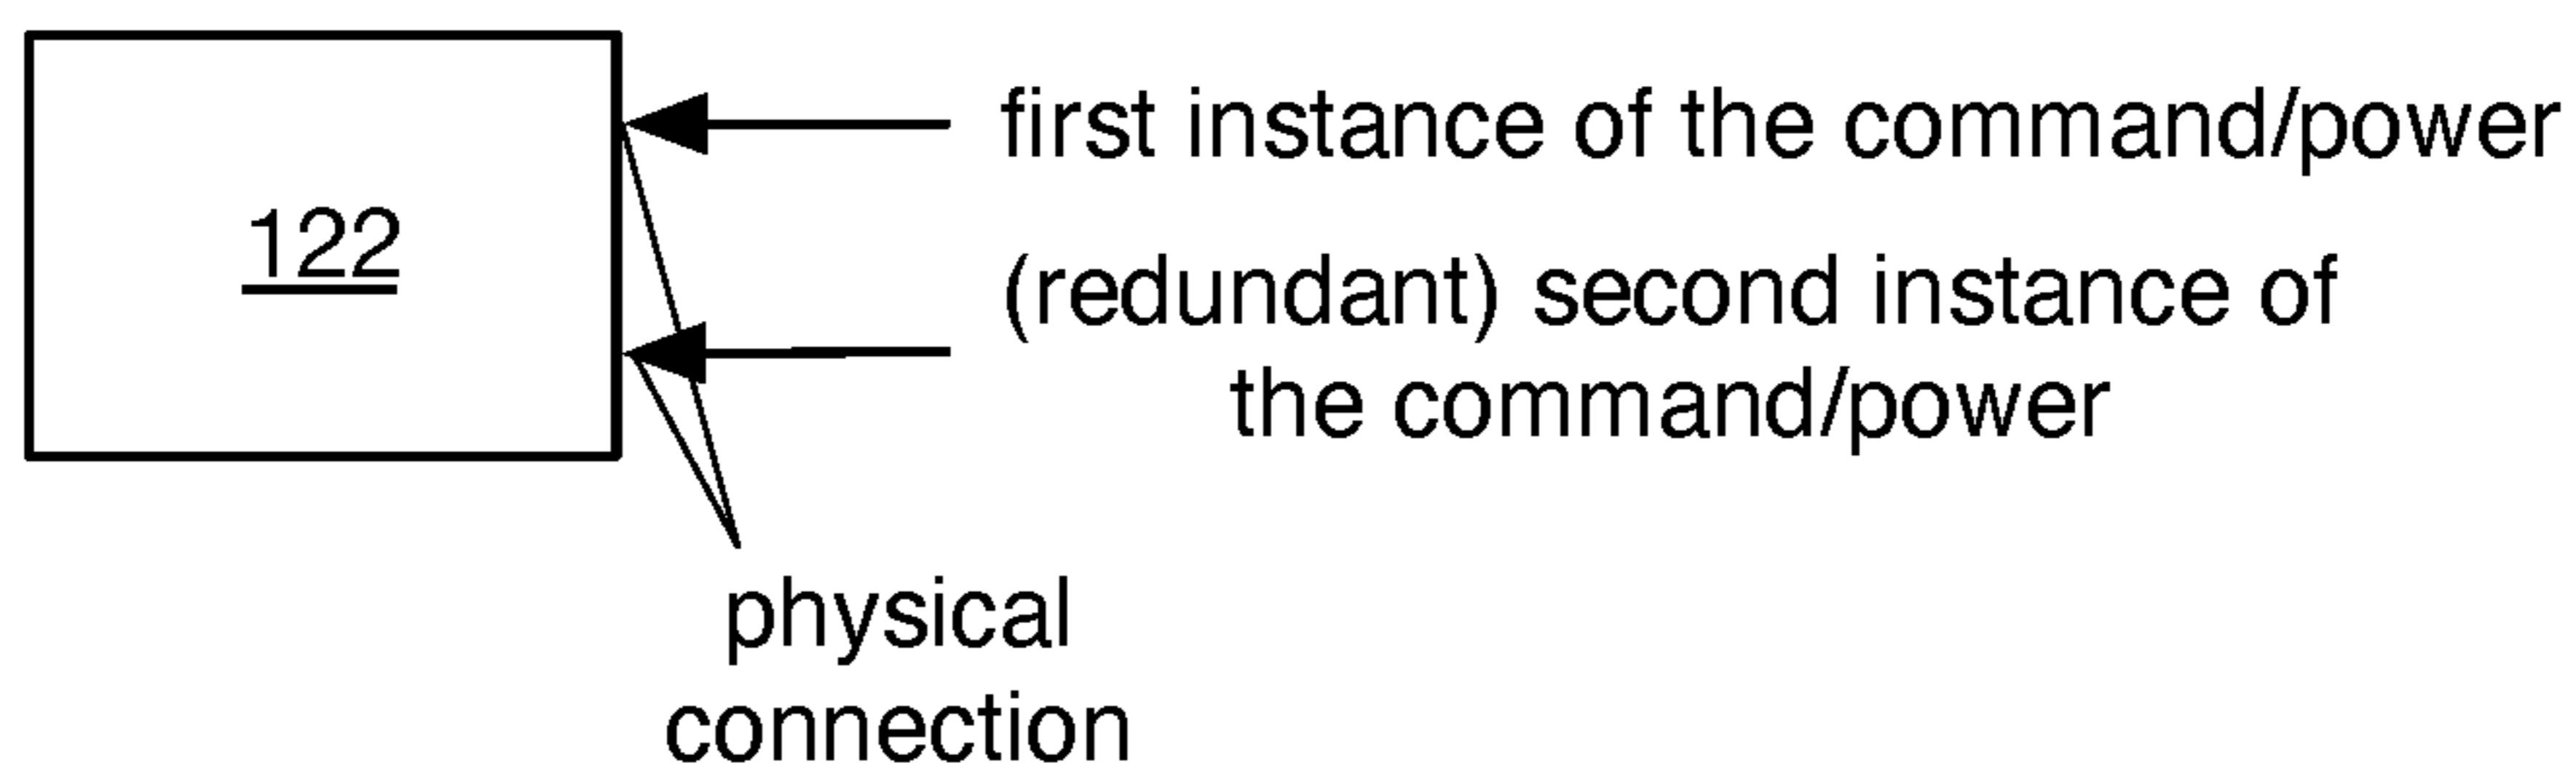 122
first instance of the command/power
(redundant) second instance of
the command/power
physical
connection